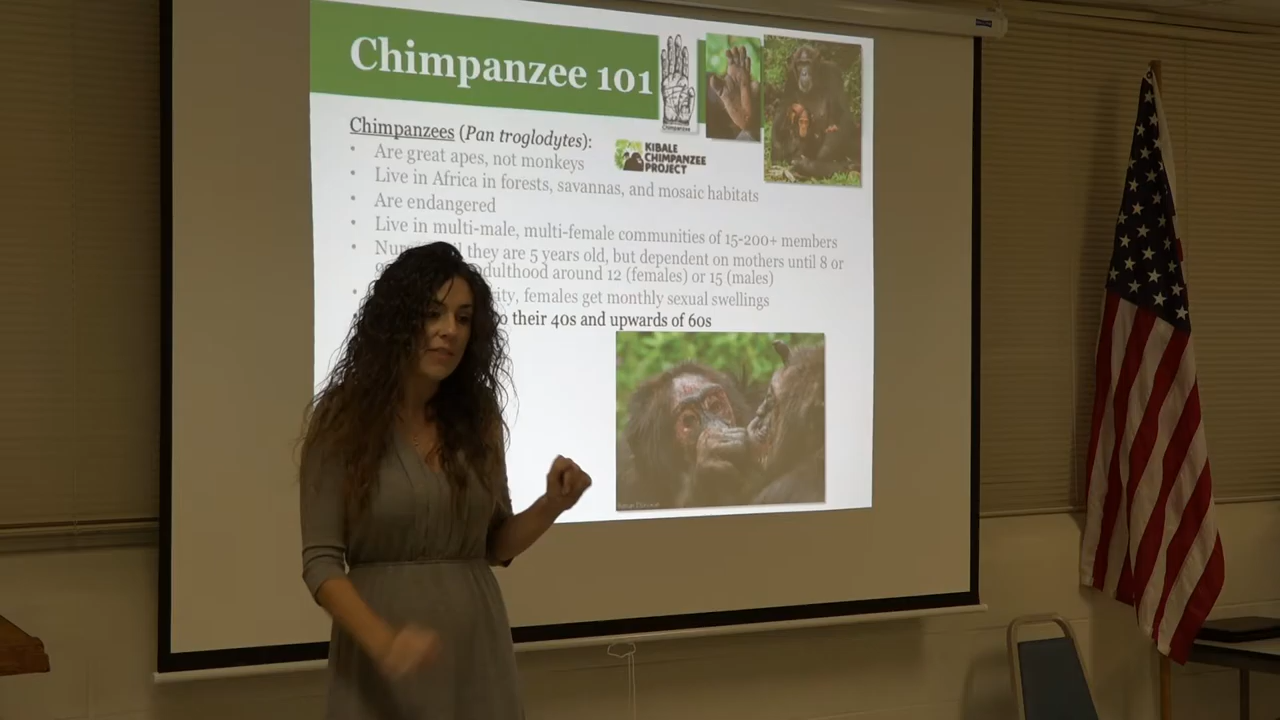 Chimpanzee 101
Chimpanzee
Chimpanzees (Pan troglodytes):
KIBALE
CHIMPANZEE
PROJECT
• Are great apes, not monkeys
• Live in Africa in forests, savannas, and mosaic habitats
• Are endangered
• Live in multi-male, multi-female communities of 15-200+ members
• they are 5 years old, but dependent on mothers until 8 or
adulthood around 12 (females) or 15 (males)
• females get monthly sexual swellings
their 40s and upwards of 60s